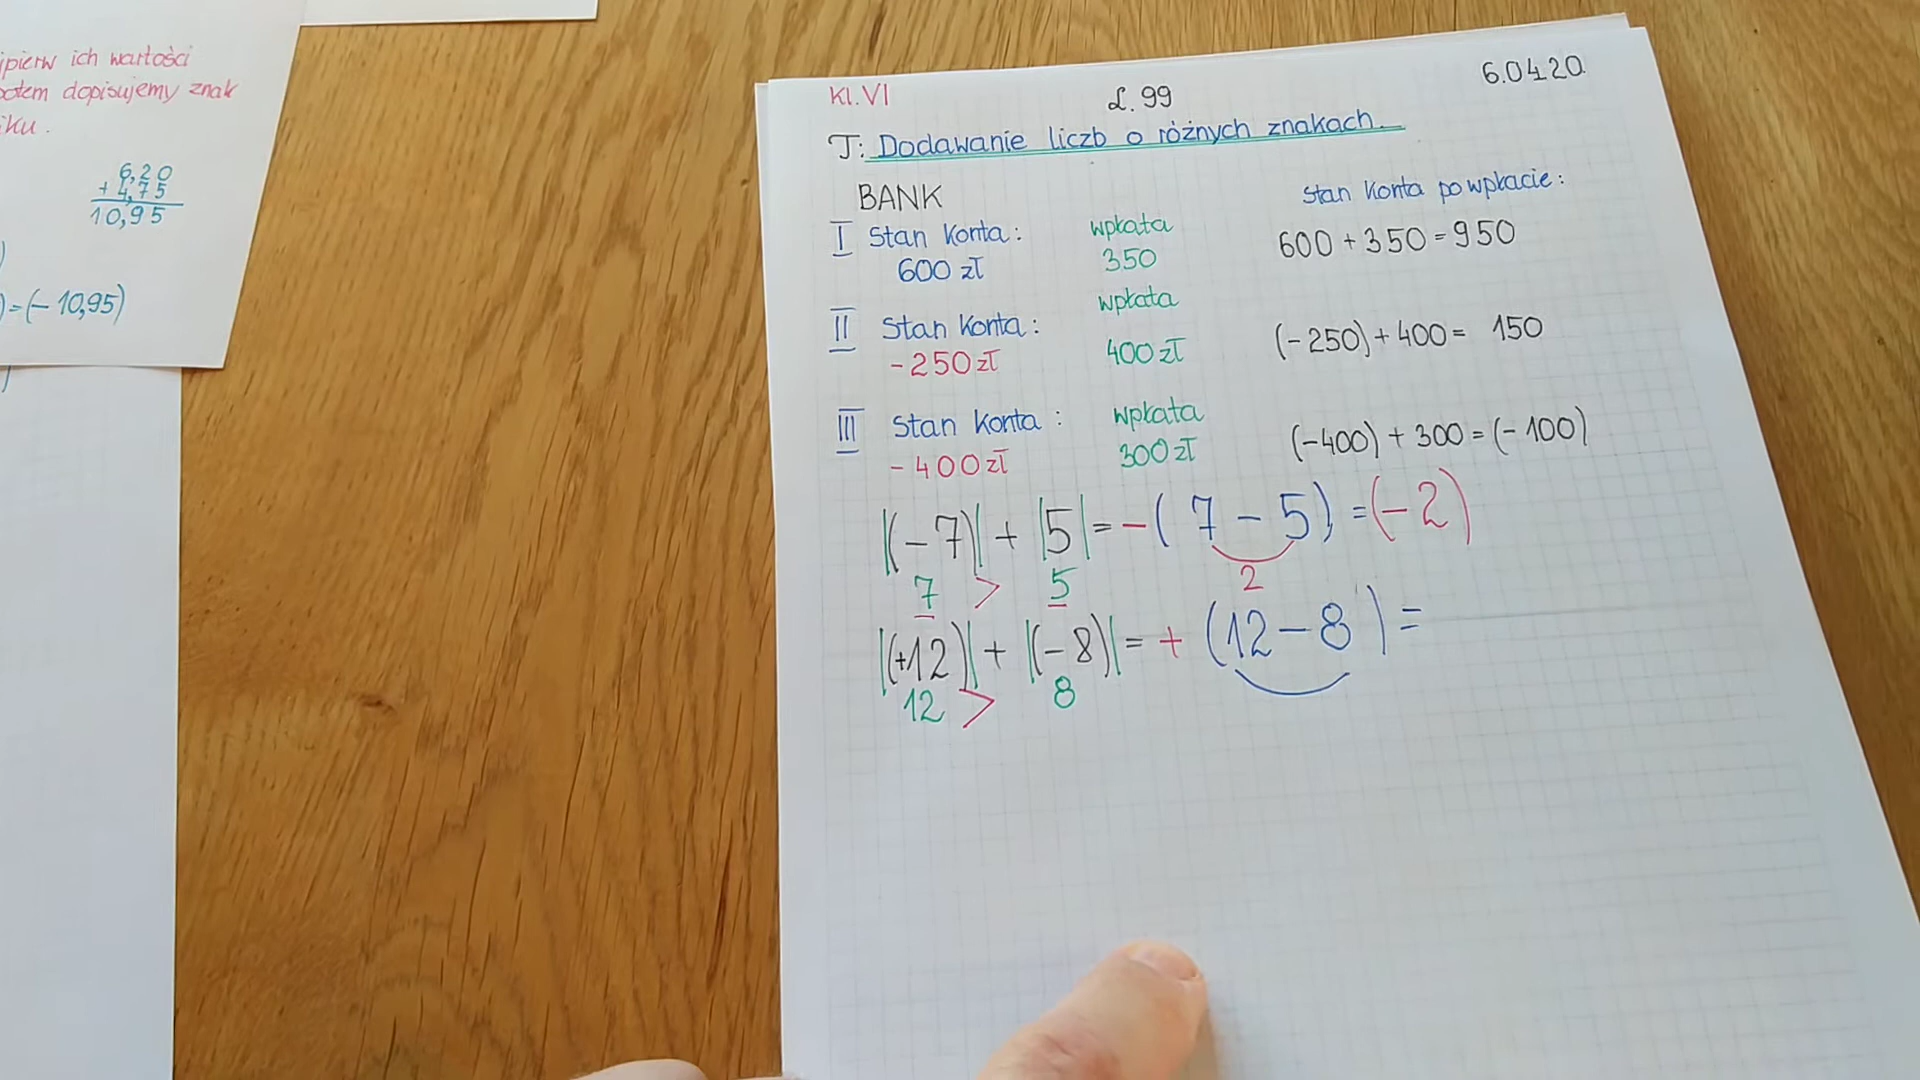 ich wartości
dopisujemy znak
6,20
+ 4,75
10,95
=(-10,95)
Kl. VI
L. 99
6.04.20
T: Dodawanie liczb o różnych znakach.
BANK
Stan Konta po wpłacie:
I Stan Konta: wpłata
600 zł 350 600 + 350 = 950
II Stan Konta: wpłata
-250 zł 400 zł (-250) + 400 = 150
III Stan Konta: wpłata
-400 zł 300 zł (-400) + 300 = (-100)
|(-7)| + |5| = -(7 - 5) = (-2)
7 > 5 2
|(+12)| + |(-8)| = + (12 - 8) =
12 > 8